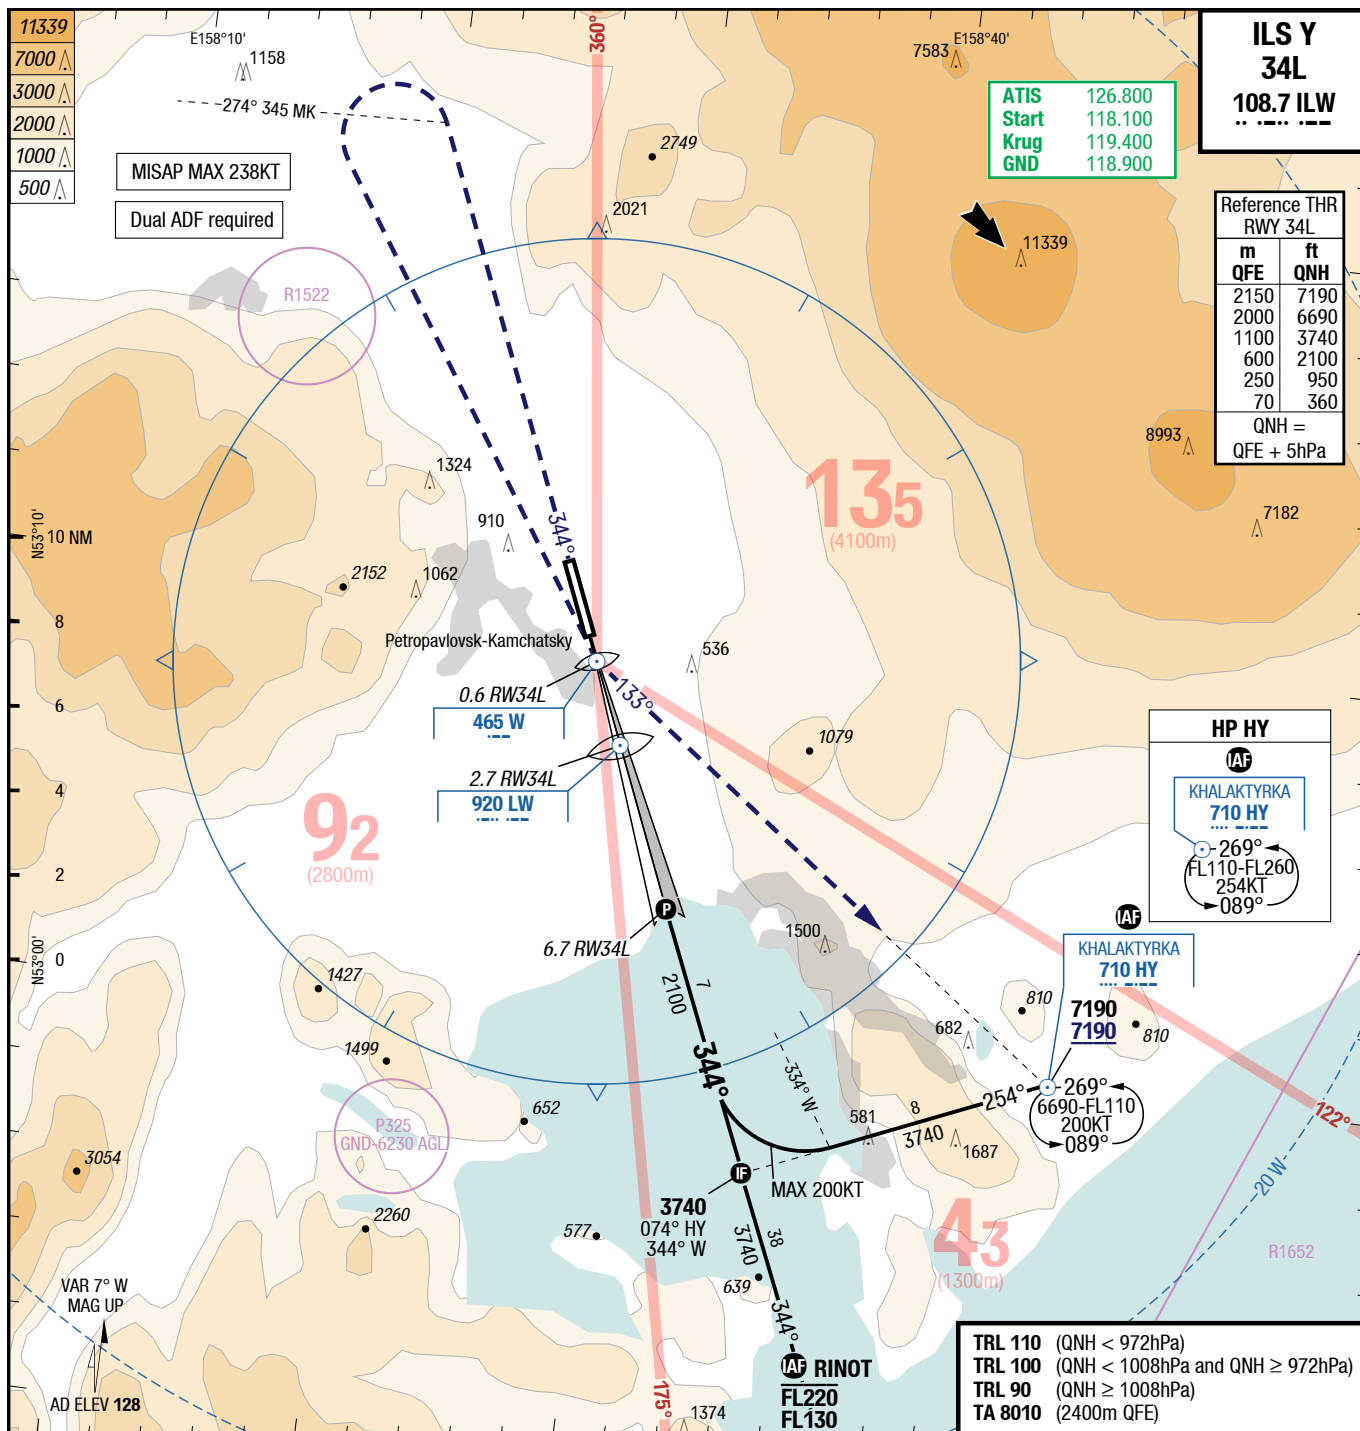 11339
7000
3000
2000
1000
500
E158°10'
1158
274° 345 MK
360°
7583
E158°40'
ILS Y
34L
108.7 ILW
ATIS 126.800
Start 118.100
Krug 119.400
GND 118.900
MISAP MAX 238KT
Dual ADF required
2749
2021
11339
Reference THR
RWY 34L
m ft
QFE QNH
2150 7190
2000 6690
1100 3740
600 2100
250 950
70 360
QNH =
QFE + 5hPa
R1522
8993
1324
135
(4100m)
7182
910
344°
N53°10'
10 NM
2152
1062
8
Petropavlovsk-Kamchatsky
536
0.6 RW34L
133°
465 W
6
HP HY
IAF
KHALAKTYRKA
710 HY
269°
FL110-FL260
254KT
089°
1079
2.7 RW34L
920 LW
4
92
(2800m)
2
P
6.7 RW34L
1500
IAF
KHALAKTYRKA
710 HY
N53°00'
0
1427
7
2100
7190
7190
810
810
682
1499
344°
334° W
269°
6690-FL110
200KT
089°
254°
8
3740
581
1687
122°
P325
GND-6230 AGL
652
3054
IF
MAX 200KT
3740
074° HY
344° W
20 W
2260
577
38
3740
43
(1300m)
R1652
639
VAR 7° W
MAG UP
344°
AD ELEV 128
IAF RINOT
FL220
FL130
175°
1374
TRL 110 (QNH < 972hPa)
TRL 100 (QNH < 1008hPa and QNH ≥ 972hPa)
TRL 90 (QNH ≥ 1008hPa)
TA 8010 (2400m QFE)